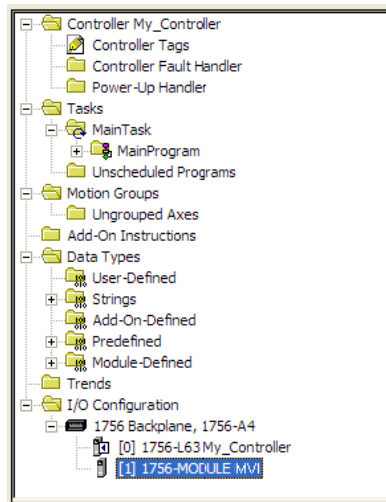 Controller My_Controller
Controller Tags
Controller Fault Handler
Power-Up Handler
Tasks
MainTask
MainProgram
Unscheduled Programs
Motion Groups
Ungrouped Axes
Add-On Instructions
Data Types
User-Defined
Strings
Add-On-Defined
Predefined
Module-Defined
Trends
I/O Configuration
1756 Backplane, 1756-A4
[0] 1756-L63 My_Controller
[1] 1756-MODULE MVI